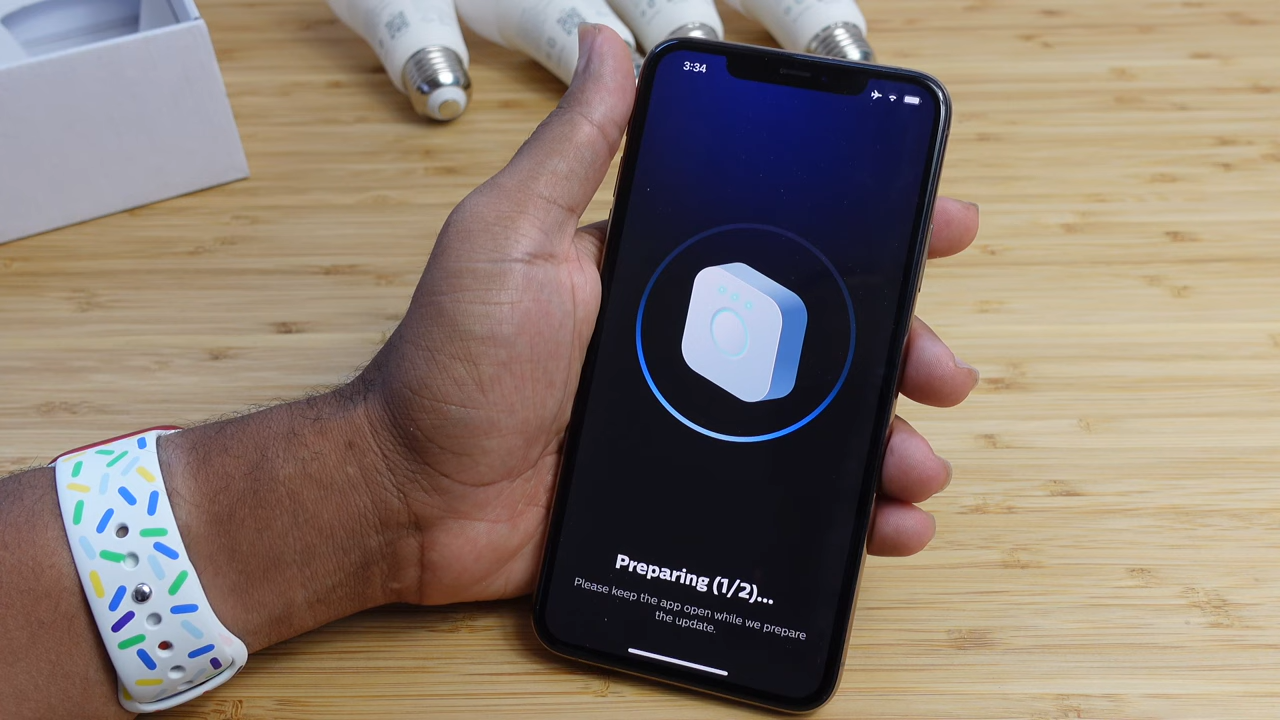 3:34
Preparing (1/2)...
Please keep the app open while we prepare
the update.